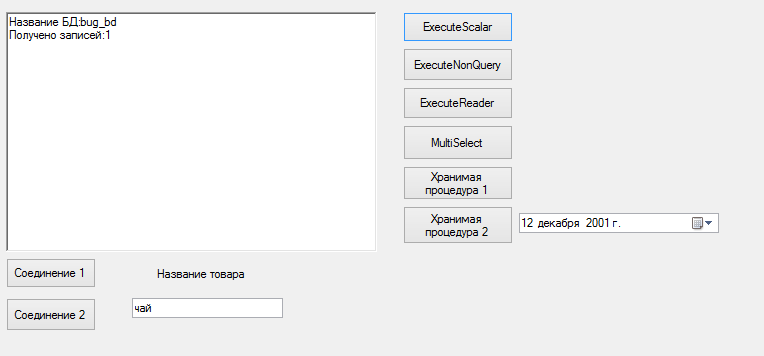 Название БД:bug_bd
Получено записей:1
ExecuteScalar
ExecuteNonQuery
ExecuteReader
MultiSelect
Хранимая
процедура 1
Хранимая
процедура 2
12 декабря 2001 г.
Соединение 1
Название товара
Соединение 2
чай